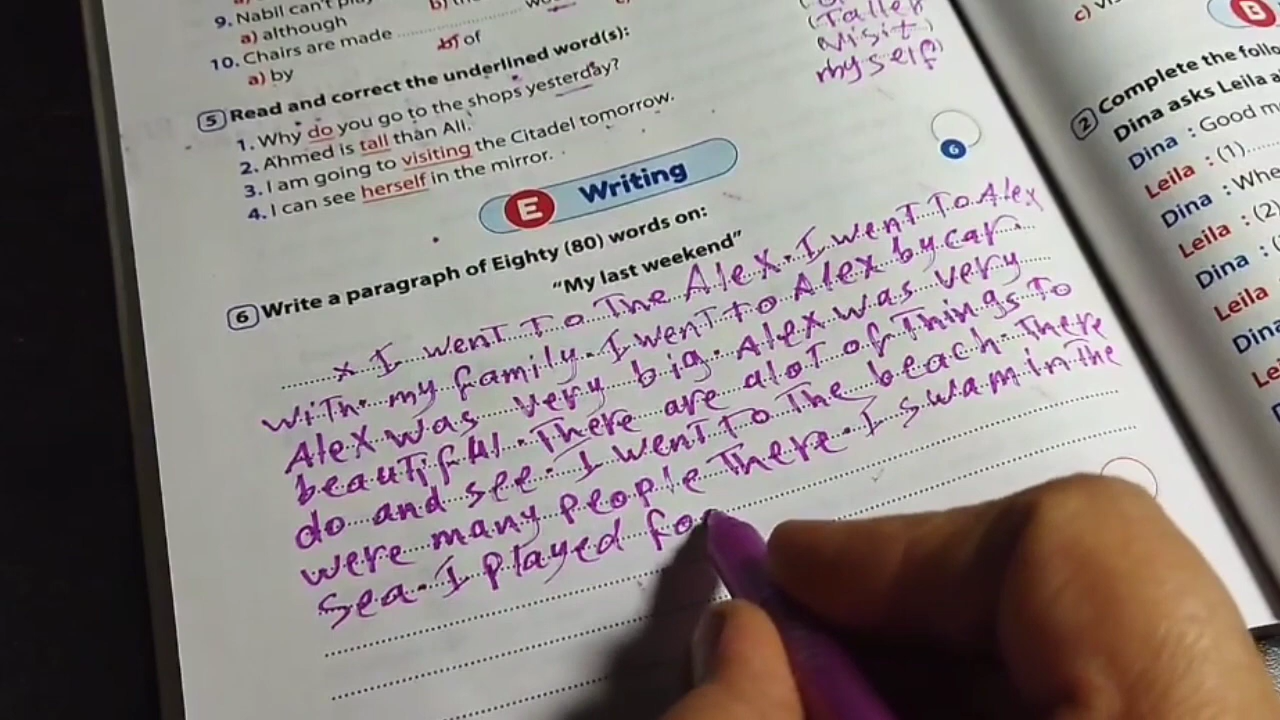 9. Nabil can't
a) although
b)
10. Chairs are made ............
a) by
b) of
(Taller
visit)
myself)
5 Read and correct the underlined word(s):
1. Why do you go to the shops yesterday?
2. Ahmed is tall than Ali.
3. I am going to visiting the Citadel tomorrow.
4. I can see herself in the mirror.
6
E Writing
6 Write a paragraph of Eighty (80) words on:
"My last weekend"
x I went to The Alex. I went To Alex
with my family. I went to Alex by car.
Alex was very big. Alex was very
beautiful. There are alot of Things To
do and see. I went To The beach. There
were many people There. I swam in the
sea. I played foo
c)
B
2 Complete the
Dina asks Leila
Dina : Good
Leila : (1)
Dina :
Leila : (2)
Dina :
Leila